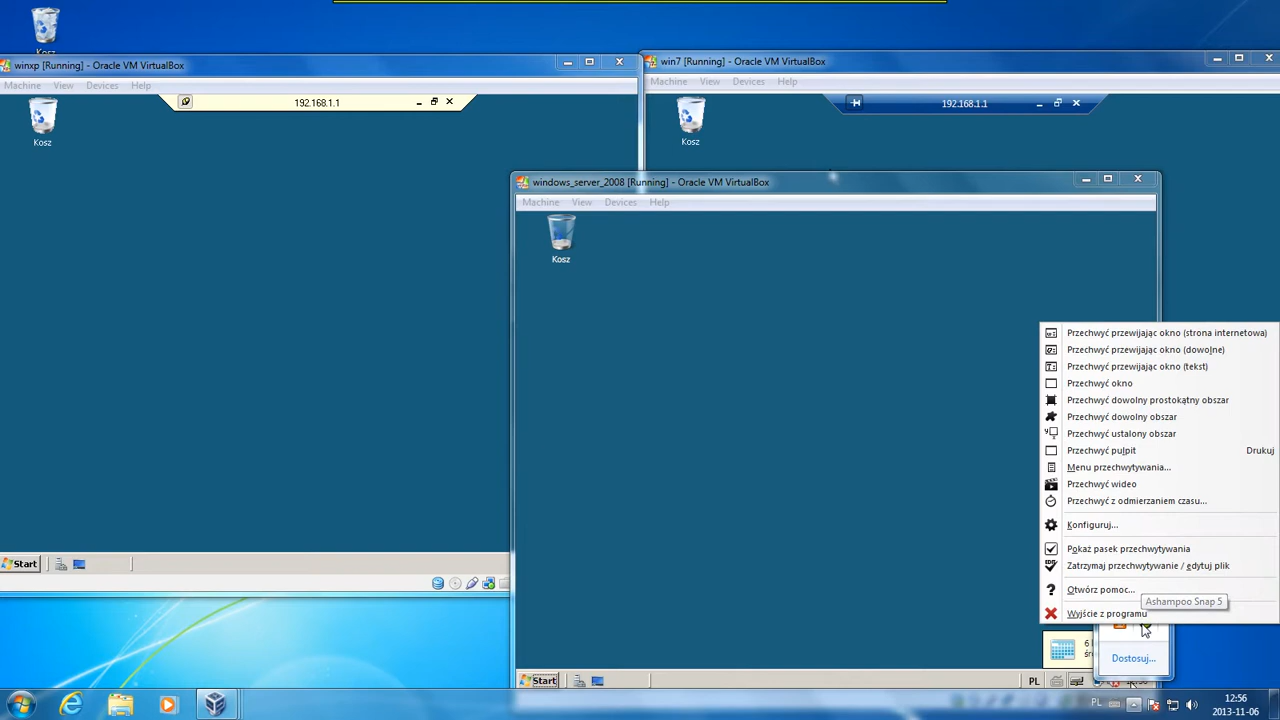 Kosz
winxp [Running] - Oracle VM VirtualBox
Machine View Devices Help
192.168.1.1
Kosz
win7 [Running] - Oracle VM VirtualBox
Machine View Devices Help
192.168.1.1
Kosz
windows_server_2008 [Running] - Oracle VM VirtualBox
Machine View Devices Help
Kosz
Przechwyć przewijając okno (strona internetowa)
Przechwyć przewijając okno (dowolne)
Przechwyć przewijając okno (tekst)
Przechwyć okno
Przechwyć dowolny prostokątny obszar
Przechwyć dowolny obszar
Przechwyć ustalony obszar
Przechwyć pulpit Drukuj
Menu przechwytywania...
Przechwyć wideo
Przechwyć z odmierzaniem czasu...
Konfiguruj...
Pokaż pasek przechwytywania
Zatrzymaj przechwytywanie / edytuj plik
Otwórz pomoc...
Ashampoo Snap 5
Wyjście z programu
Dostosuj...
Start
Start
PL
PL
12:56
2013-11-06